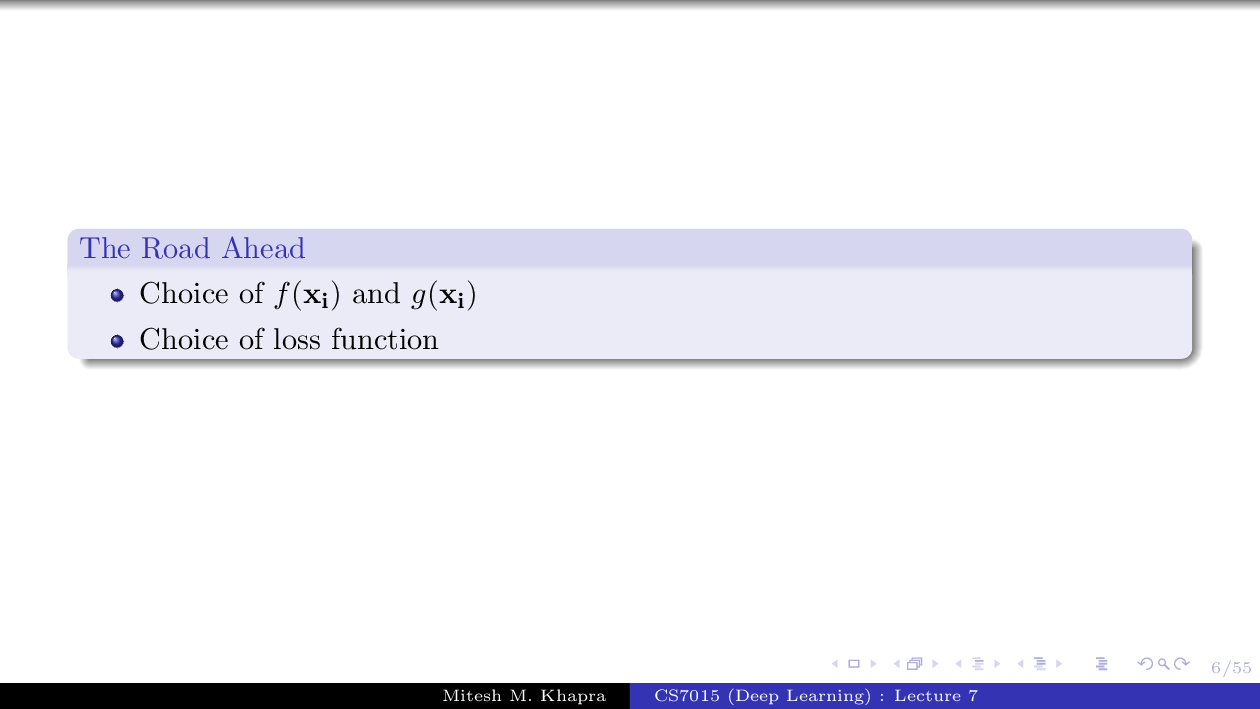 The Road Ahead
Choice of f(xᵢ) and g(xᵢ)
Choice of loss function
6/55
Mitesh M. Khapra
CS7015 (Deep Learning) : Lecture 7